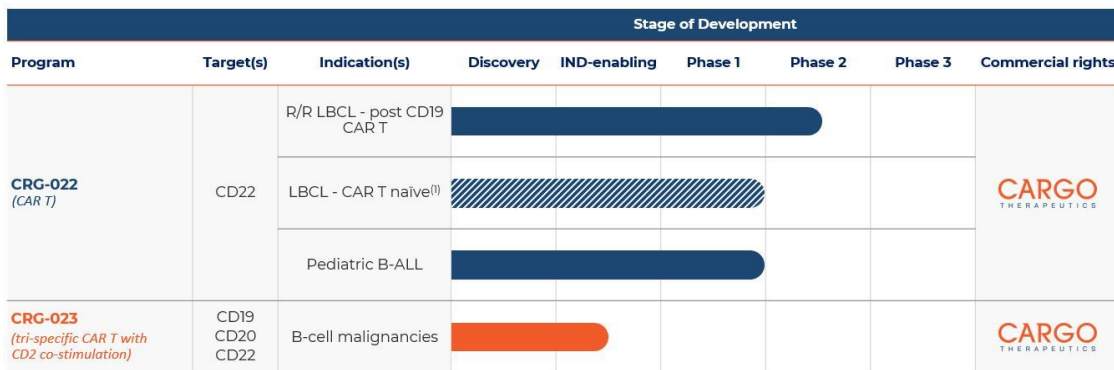 Stage of Development
Program Target(s) Indication(s) Discovery IND-enabling Phase 1 Phase 2 Phase 3 Commercial rights
R/R LBCL - post CD19
CAR T
CRG-022
(CAR T)
CD22
LBCL - CAR T naïve(1)
Pediatric B-ALL
CARGO
THERAPEUTICS
CRG-023
(tri-specific CAR T with
CD2 co-stimulation)
CD19
CD20
CD22
B-cell malignancies
CARGO
THERAPEUTICS